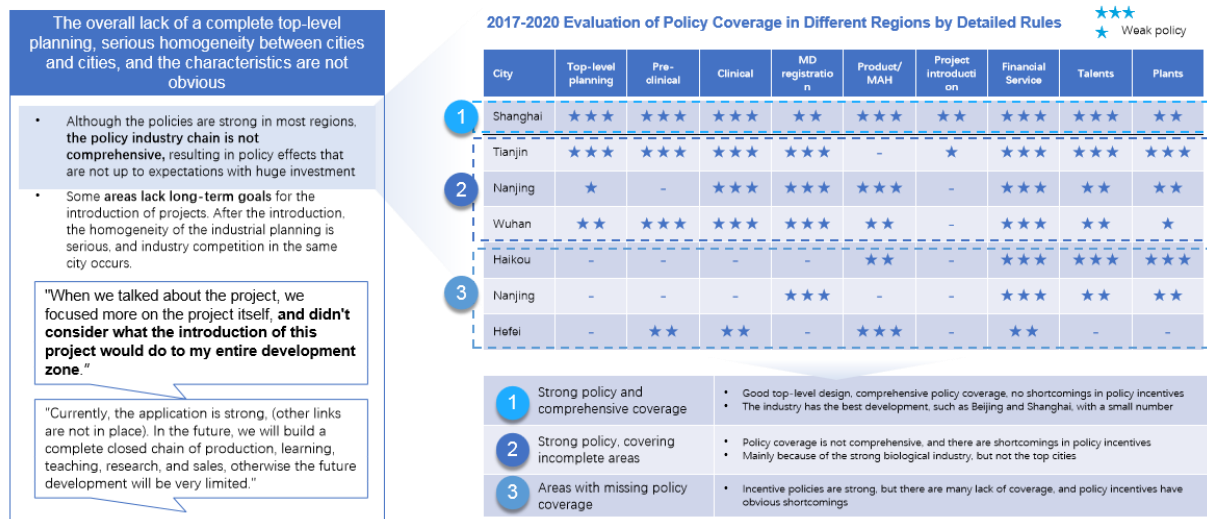 The overall lack of a complete top-level
planning, serious homogeneity between cities
and cities, and the characteristics are not
obvious
• Although the policies are strong in most regions,
the policy industry chain is not
comprehensive, resulting in policy effects that
are not up to expectations with huge investment
• Some areas lack long-term goals for the
introduction of projects. After the introduction,
the homogeneity of the industrial planning is
serious, and industry competition in the same
city occurs.
"When we talked about the project, we
focused more on the project itself, and didn't
consider what the introduction of this
project would do to my entire development
zone."
"Currently, the application is strong, (other links
are not in place). In the future, we will build a
complete closed chain of production, learning,
teaching, research, and sales, otherwise the future
development will be very limited."
2017-2020 Evaluation of Policy Coverage in Different Regions by Detailed Rules
★★★
★ Weak policy
City Top-level planning Pre-clinical Clinical MD registration Product/MAH Project introduction Financial Service Talents Plants
1 Shanghai ★★★ ★★★ ★★★ ★★ ★★★ ★★ ★★★ ★★★ ★★
Tianjin ★★★ ★★★ ★★★ ★★★ - ★ ★★★ ★★★ ★★★
2 Nanjing ★ - ★★★ ★★★ ★★★ - ★★★ ★★ ★★
Wuhan ★★ ★★★ ★★★ ★★★ ★★ - ★★★ ★★ ★
Haikou - - - - ★★ - ★★★ ★★★ ★★★
3 Nanjing - - - ★★★ - - ★★★ ★★ ★★
Hefei - ★★ ★★ - ★★★ - ★★ - -
1 Strong policy and
comprehensive coverage
• Good top-level design, comprehensive policy coverage, no shortcomings in policy incentives
• The industry has the best development, such as Beijing and Shanghai, with a small number
2 Strong policy, covering
incomplete areas
• Policy coverage is not comprehensive, and there are shortcomings in policy incentives
• Mainly because of the strong biological industry, but not the top cities
3 Areas with missing policy
coverage
• Incentive policies are strong, but there are many lack of coverage, and policy incentives have
obvious shortcomings